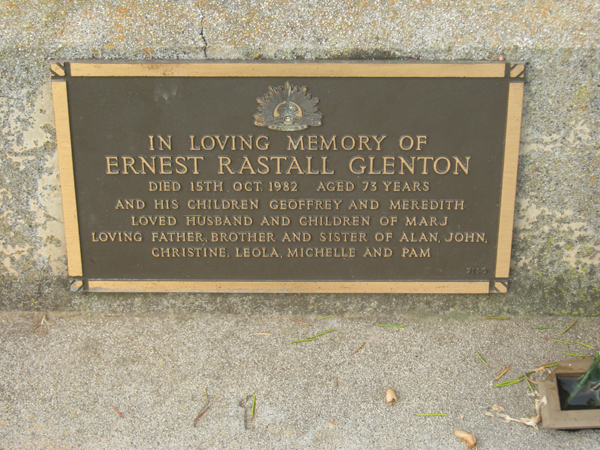 IN LOVING MEMORY OF
ERNEST RASTALL GLENTON
DIED 15TH OCT. 1982 AGED 73 YEARS
AND HIS CHILDREN GEOFFREY AND MEREDITH
LOVED HUSBAND AND CHILDREN OF MARJ
LOVING FATHER, BROTHER AND SISTER OF ALAN, JOHN,
CHRISTINE, LEOLA, MICHELLE AND PAM